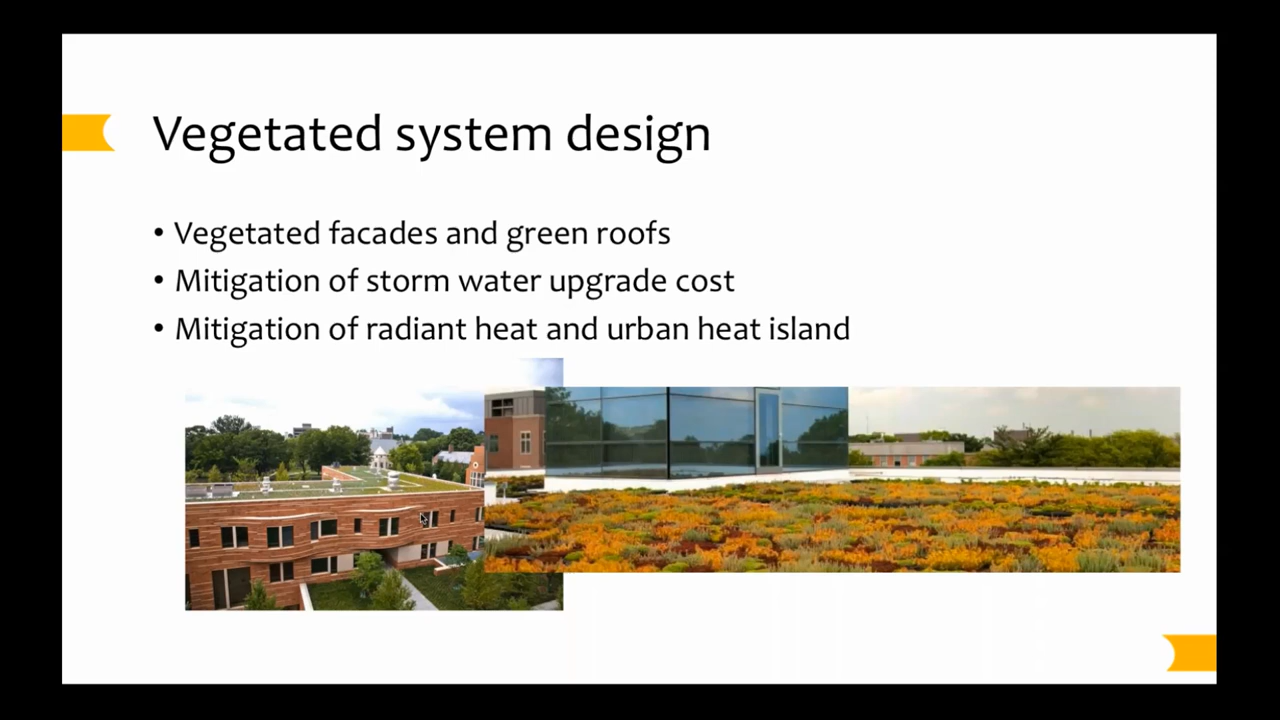 Vegetated system design
• Vegetated facades and green roofs
• Mitigation of storm water upgrade cost
• Mitigation of radiant heat and urban heat island